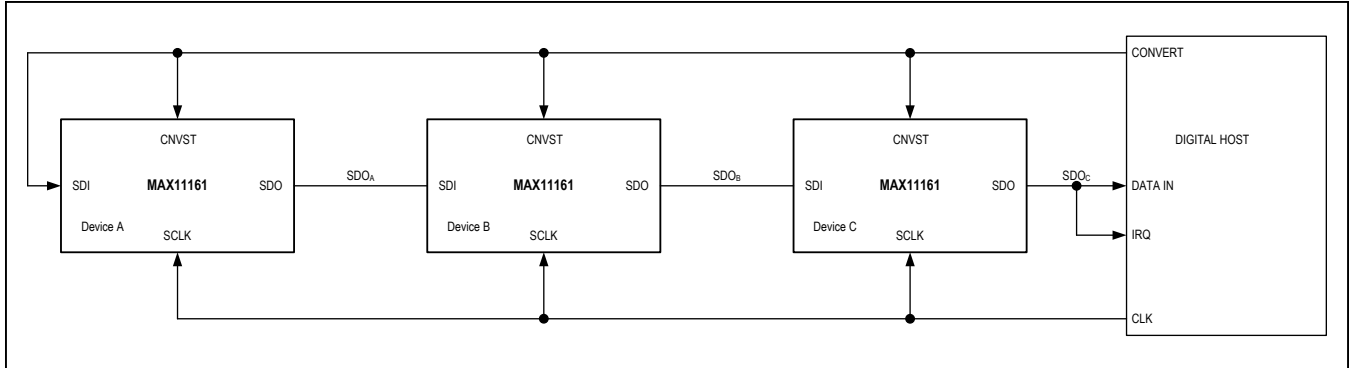 CONVERT
CNVST
CNVST
CNVST
DIGITAL HOST
SDI
MAX11161
SDO
SDOA
SDI
MAX11161
SDO
SDOB
SDI
MAX11161
SDO
SDOC
DATA IN
Device A
Device B
Device C
SCLK
SCLK
SCLK
IRQ
CLK